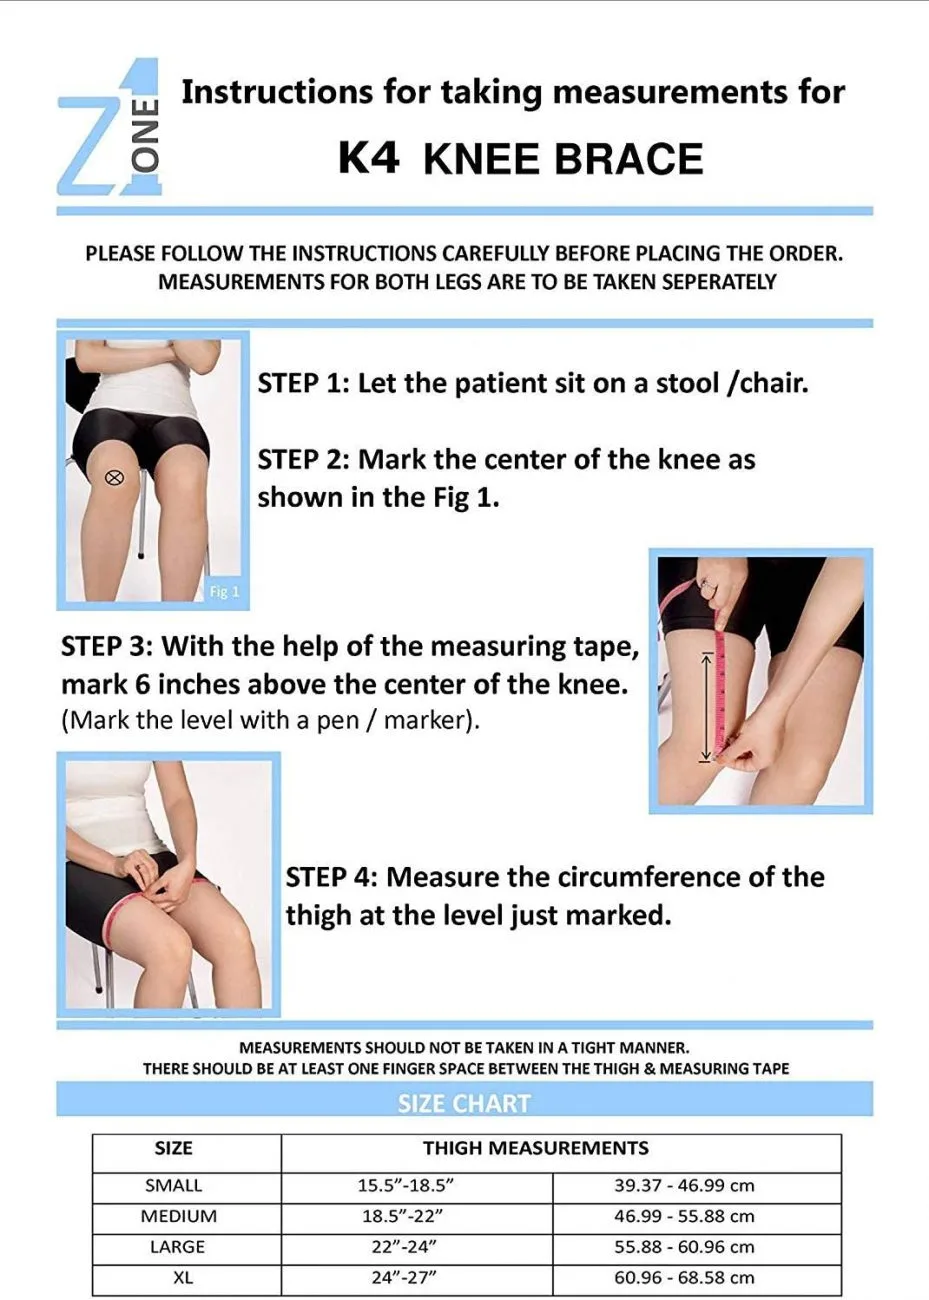 Z1ONE
Instructions for taking measurements for
K4 KNEE BRACE
PLEASE FOLLOW THE INSTRUCTIONS CAREFULLY BEFORE PLACING THE ORDER.
MEASUREMENTS FOR BOTH LEGS ARE TO BE TAKEN SEPERATELY
STEP 1: Let the patient sit on a stool /chair.
STEP 2: Mark the center of the knee as
shown in the Fig 1.
Fig 1
STEP 3: With the help of the measuring tape,
mark 6 inches above the center of the knee.
(Mark the level with a pen / marker).
STEP 4: Measure the circumference of the
thigh at the level just marked.
MEASUREMENTS SHOULD NOT BE TAKEN IN A TIGHT MANNER.
THERE SHOULD BE AT LEAST ONE FINGER SPACE BETWEEN THE THIGH & MEASURING TAPE
SIZE CHART
SIZE THIGH MEASUREMENTS
SMALL 15.5”-18.5” 39.37 - 46.99 cm
MEDIUM 18.5”-22” 46.99 - 55.88 cm
LARGE 22”-24” 55.88 - 60.96 cm
XL 24”-27” 60.96 - 68.58 cm